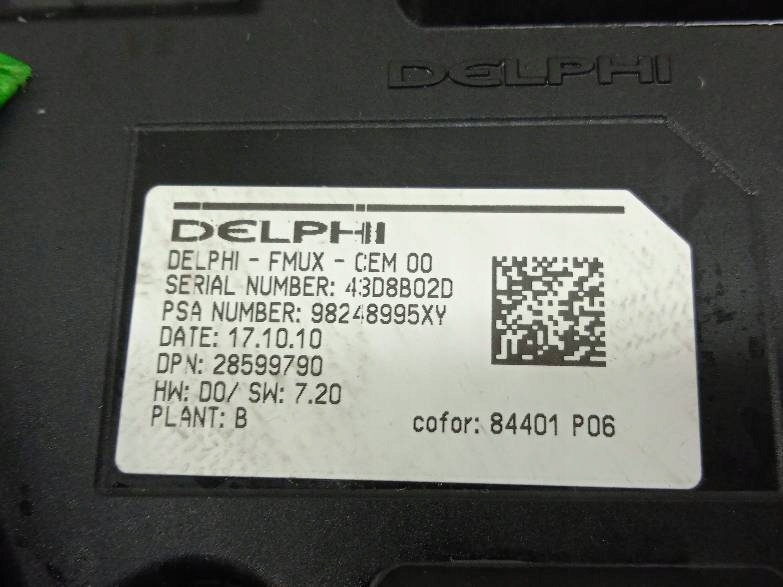 DELPHI
DELPHI
DELPHI - FMUX - CEM 00
SERIAL NUMBER: 43D8B02D
PSA NUMBER: 98248995XY
DATE: 17.10.10
DPN: 28599790
HW: D0/ SW: 7.20
PLANT: B
cofor: 84401 P06